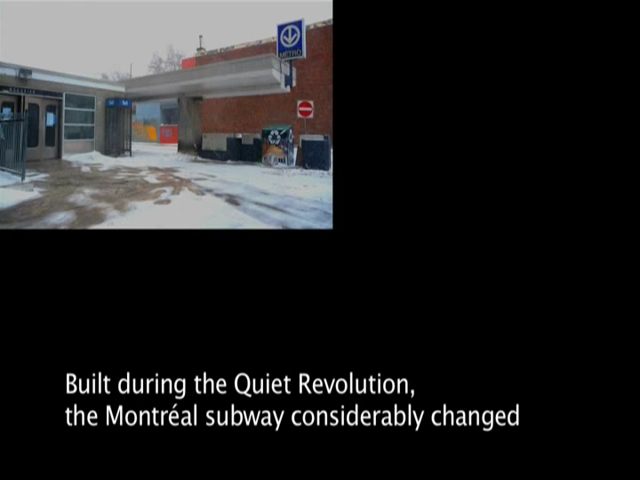 METRO
Built during the Quiet Revolution,
the Montréal subway considerably changed